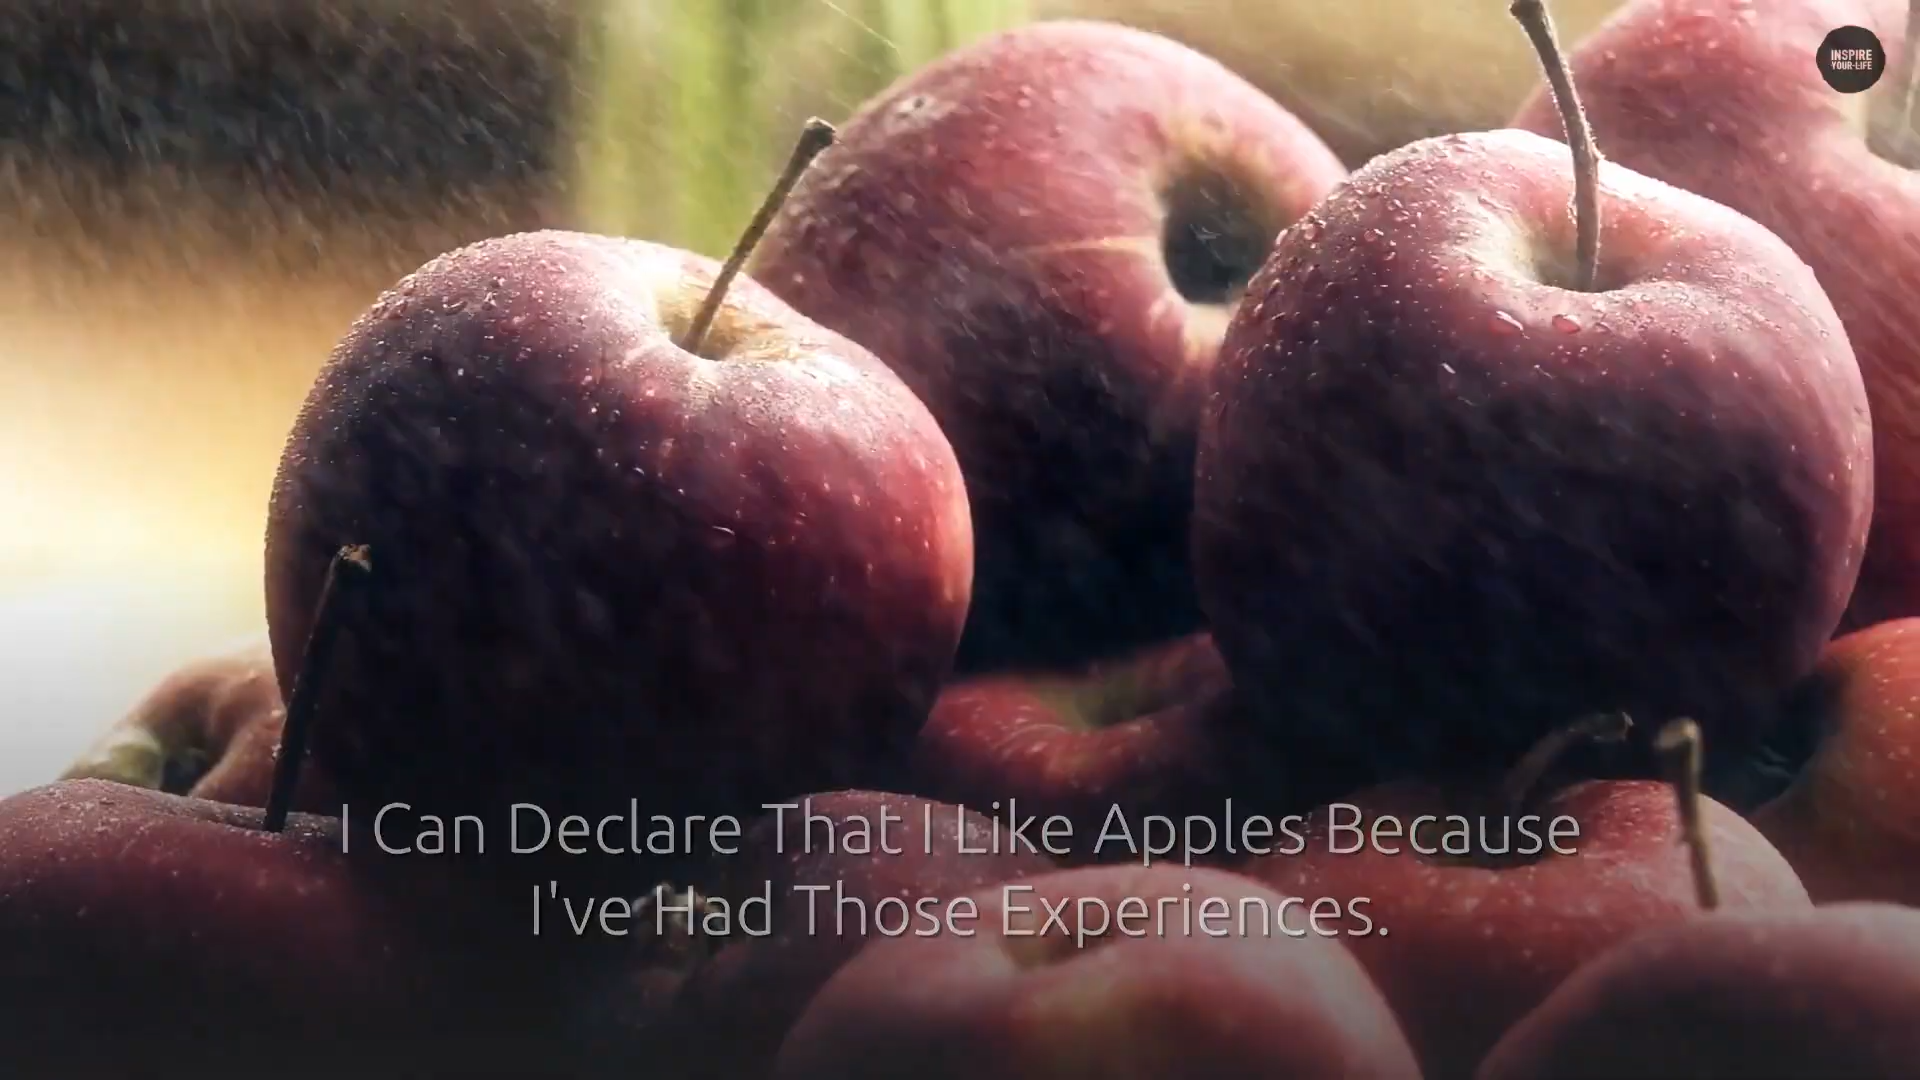 INSPIRE
YOUR-LIFE
I Can Declare That I Like Apples Because
I've Had Those Experiences.